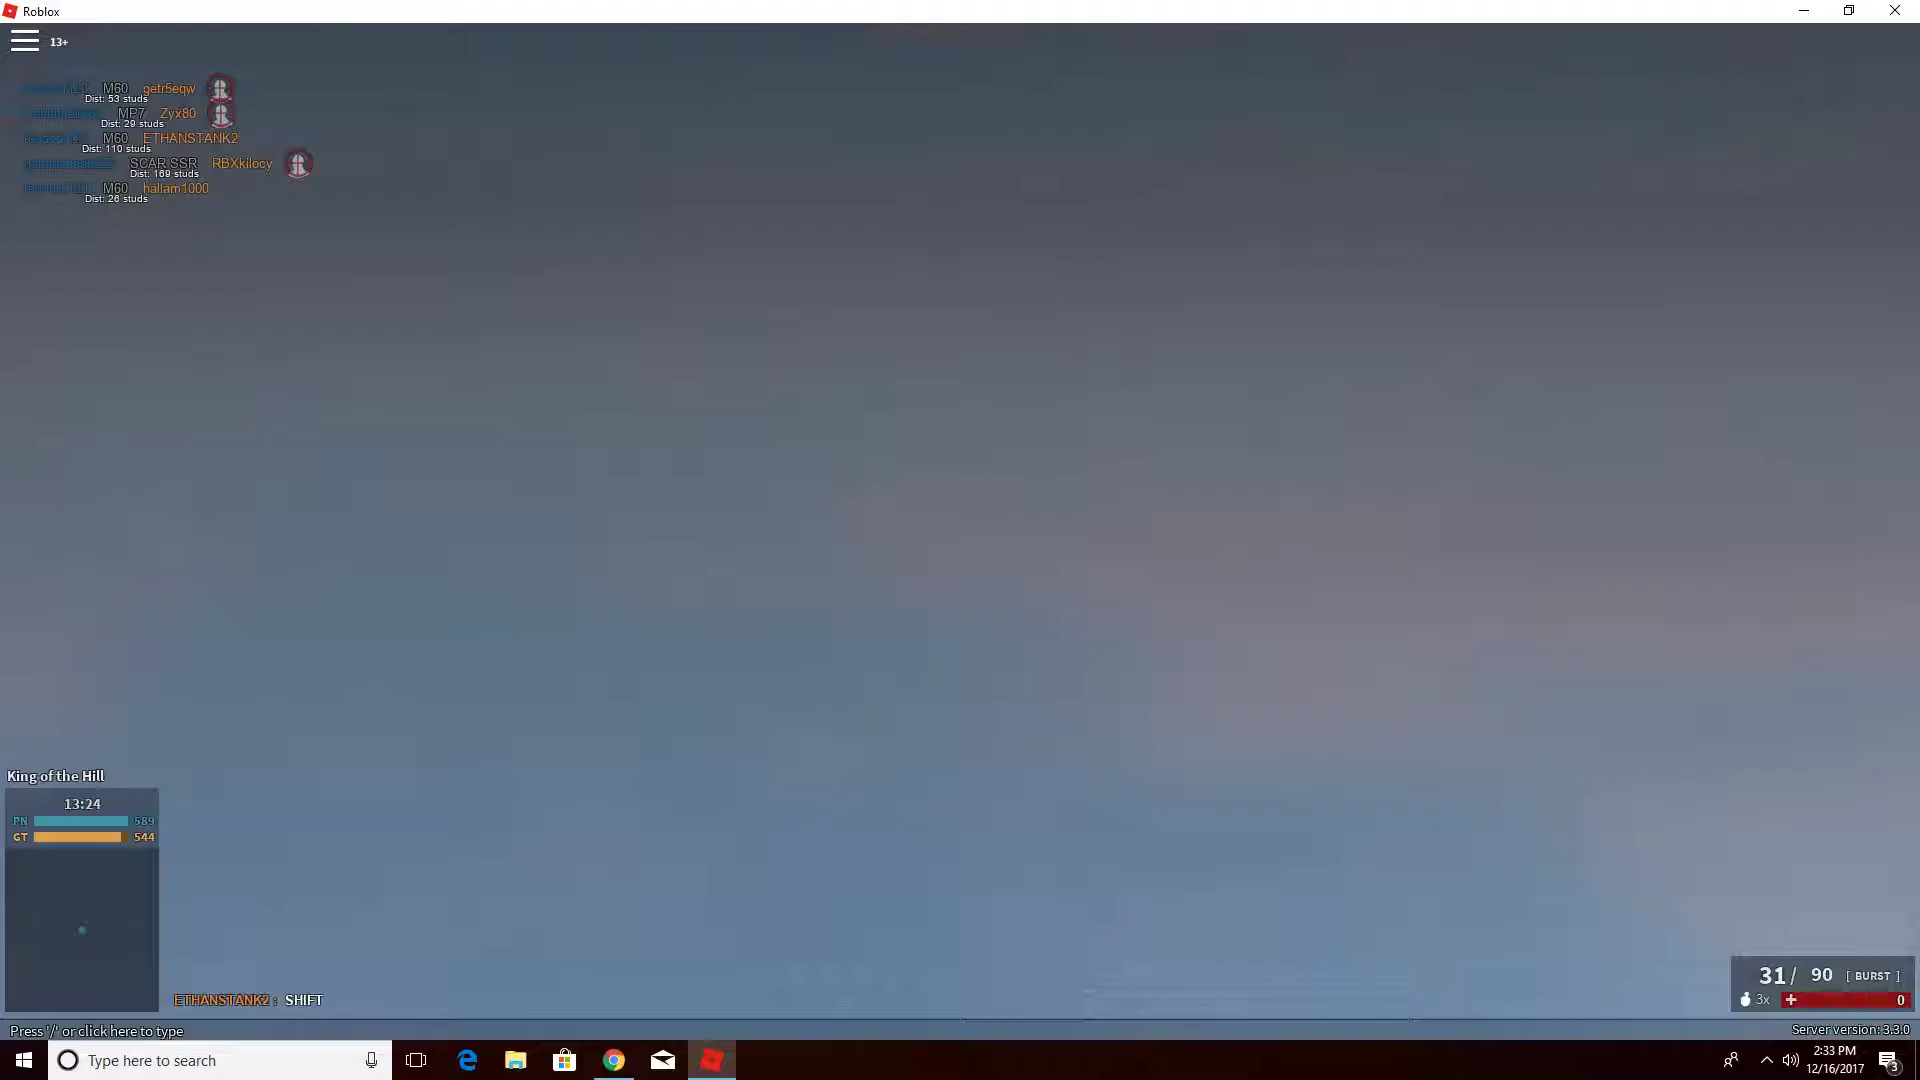 Roblox
13+
M60 getr5eqw
Dist: 53 studs
MP7 Zyx80
Dist: 29 studs
M60 ETHANSTANK2
Dist: 110 studs
SCAR SSR RBXkilocy
Dist: 169 studs
M60 hallam1000
Dist: 26 studs
King of the Hill
13:24
PN 589
GT 544
ETHANSTANK2 : SHIFT
31/ 90 [ BURST ]
3x 0
Press '/' or click here to type
Server version: 3.3.0
Type here to search
2:33 PM
12/16/2017
3